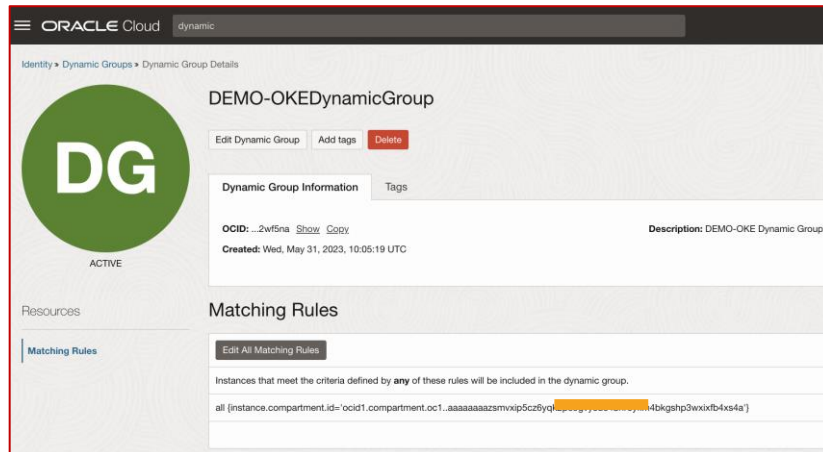 ORACLE Cloud dynamic
Identity » Dynamic Groups » Dynamic Group Details
DG
ACTIVE
DEMO-OKEDynamicGroup
Edit Dynamic Group Add tags Delete
Dynamic Group Information Tags
OCID: ...2wf5na Show Copy Description: DEMO-OKE Dynamic Group
Created: Wed, May 31, 2023, 10:05:19 UTC
Resources
Matching Rules
Matching Rules
Edit All Matching Rules
Instances that meet the criteria defined by any of these rules will be included in the dynamic group.
all {instance.compartment.id='ocid1.compartment.oc1..